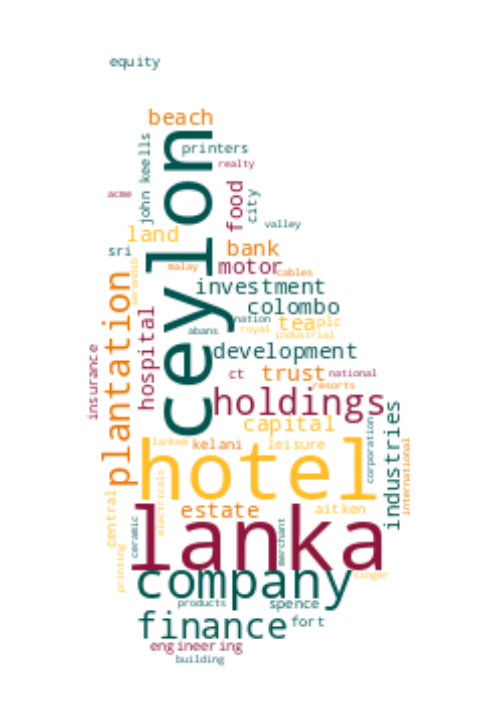 equity
beach
john keells
printers
ceylon
realty
acme
food
city
valley
land
sri
bank
malay
motor
cables
serendib
investment
plantation
colombo
hospital
nation
tea
plc
abans
royal
industrial
insurance
development
ct
trust
national
resorts
holdings
capital
industries
lankem
kelani
leisure
corporation
international
hotel
electricals
central
estate
aitken
lanka
ceramic
merchant
printing
company
singer
products
spence
finance
fort
engineering
building